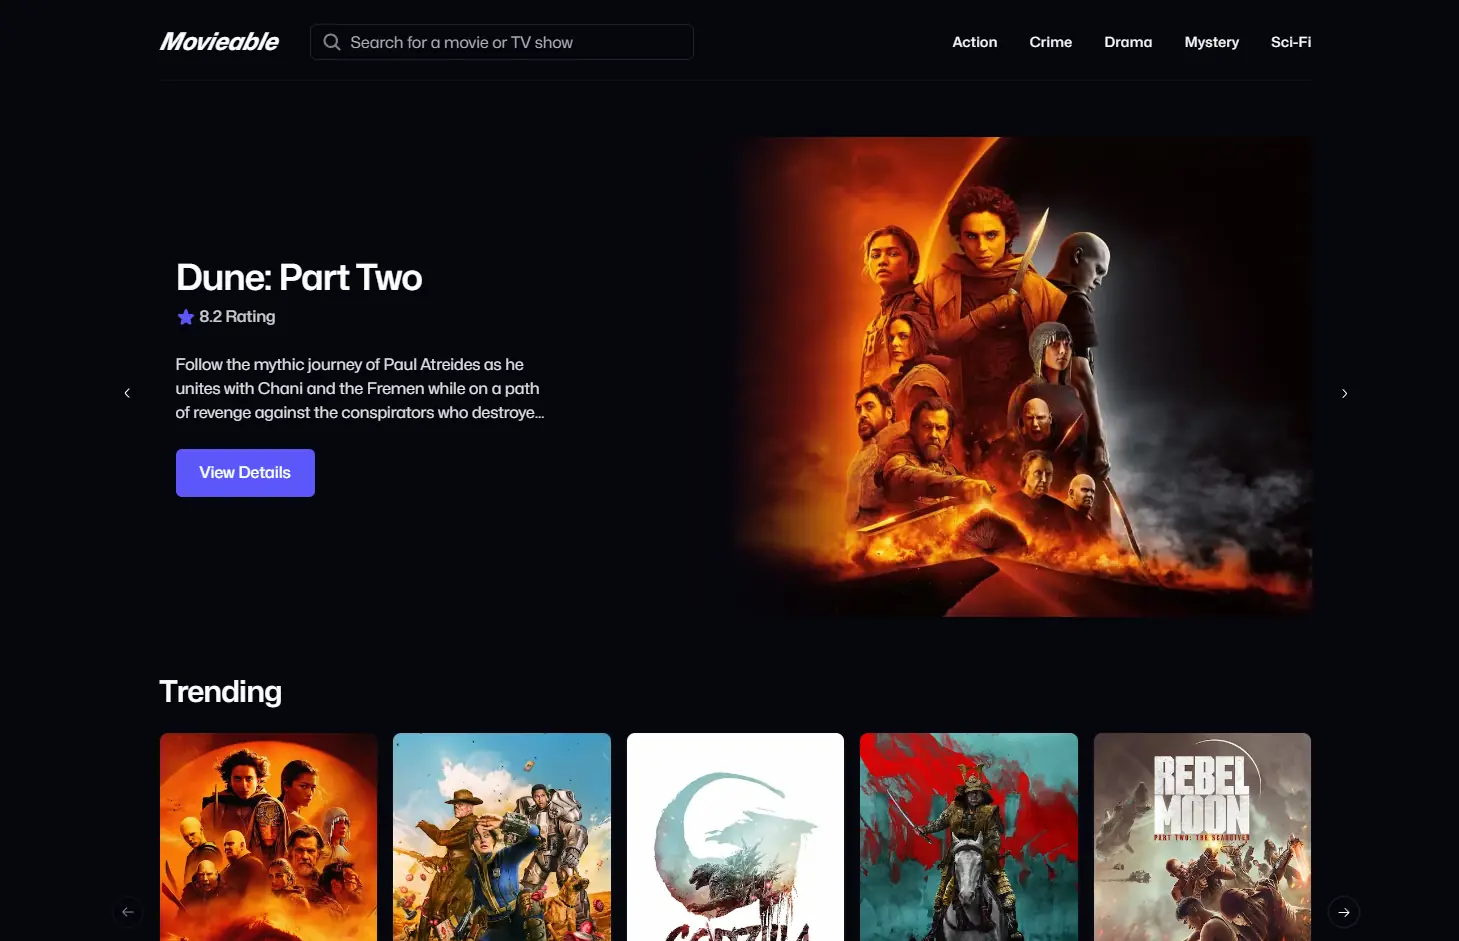 Movieable
Search for a movie or TV show
Action
Crime
Drama
Mystery
Sci-Fi
Dune: Part Two
8.2 Rating
Follow the mythic journey of Paul Atreides as he
unites with Chani and the Fremen while on a path
of revenge against the conspirators who destroye...
View Details
Trending
REBEL
MOON
PART TWO: THE SCARGIVER
GODZILLA